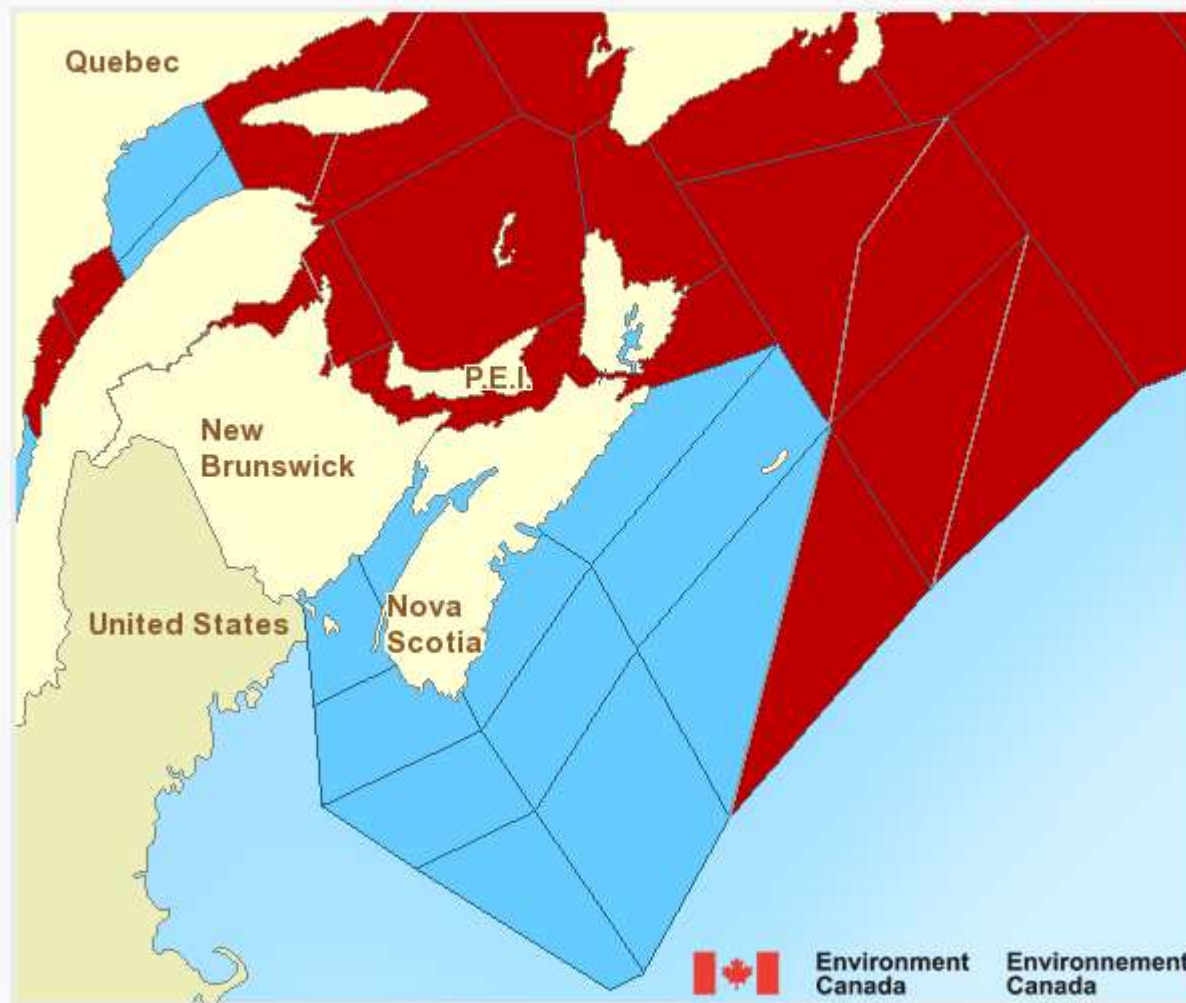 Quebec
P.E.I.
New
Brunswick
Nova
Scotia
United States
Environment
Canada
Environnement
Canada